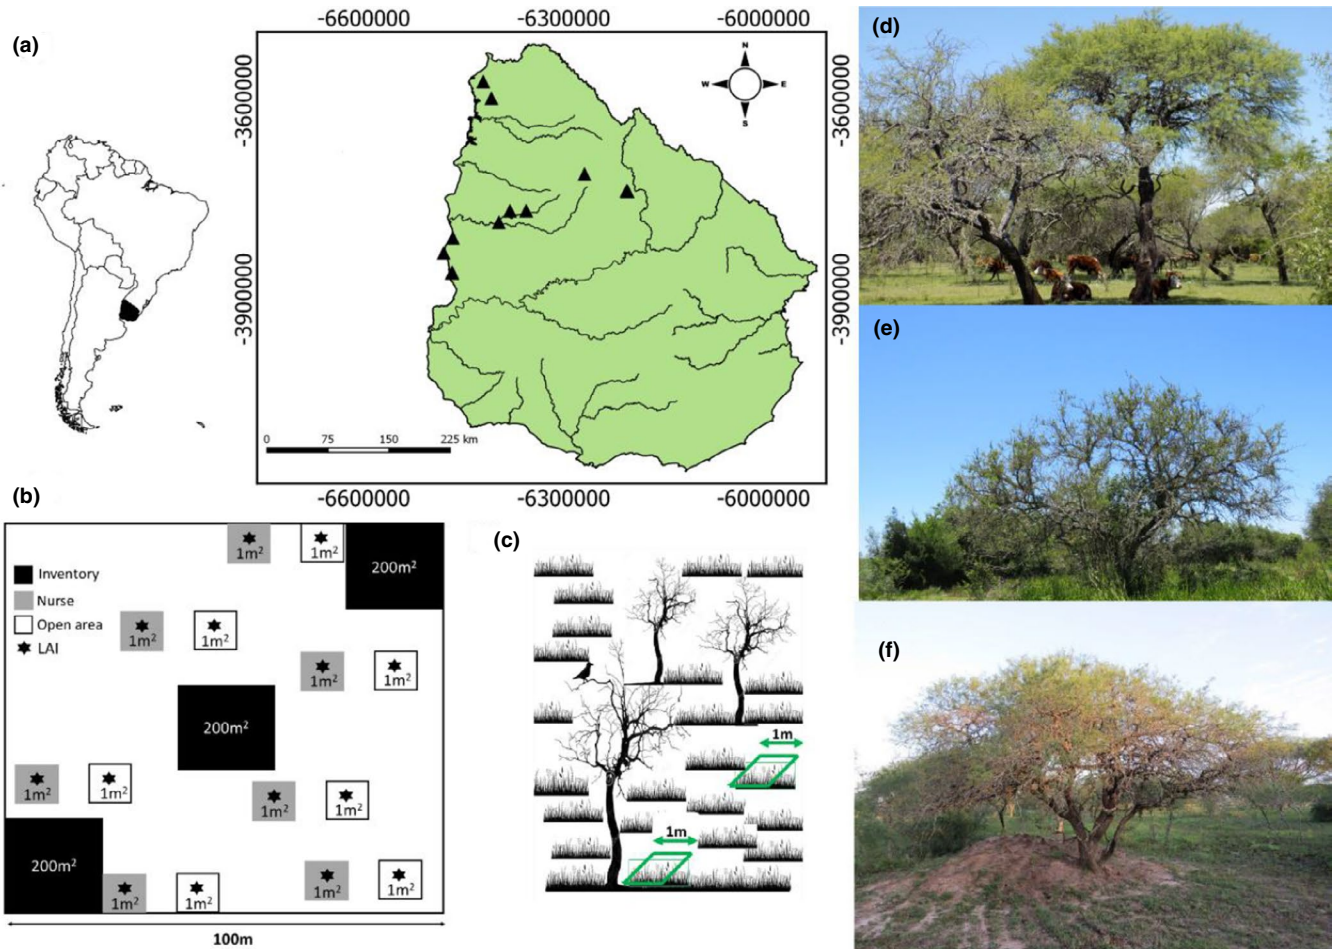 (a)
-6600000 -6300000 -6000000
N
W E
S
-3600000 -3600000
-3900000 -3900000
0 75 150 225 km
-6600000 -6300000 -6000000
(b)
Inventory
Nurse
Open area
LAI
1m²
1m²
200m²
1m²
1m²
1m²
1m²
200m²
1m²
1m²
1m²
1m²
200m²
1m²
1m²
1m²
1m²
100m
(c)
1m
1m
(d)
(e)
(f)